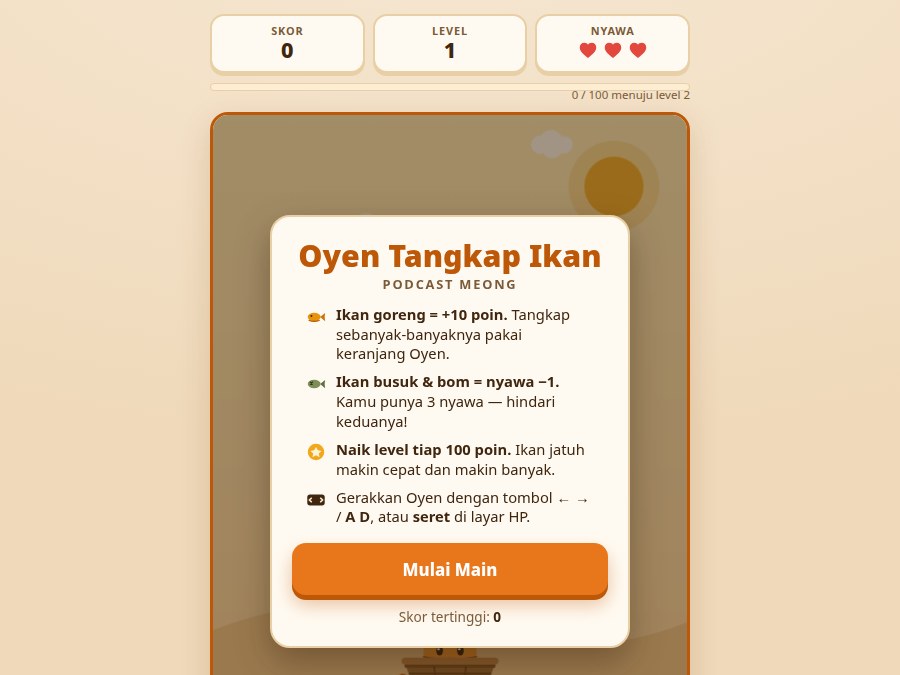 SKOR
0
LEVEL
1
NYAWA
0 / 100 menuju level 2
Oyen Tangkap Ikan
PODCAST MEONG
Ikan goreng = +10 poin. Tangkap
sebanyak-banyaknya pakai
keranjang Oyen.
Ikan busuk & bom = nyawa −1.
Kamu punya 3 nyawa — hindari
keduanya!
Naik level tiap 100 poin. Ikan jatuh
makin cepat dan makin banyak.
Gerakkan Oyen dengan tombol ← →
/ A D, atau seret di layar HP.
Mulai Main
Skor tertinggi: 0